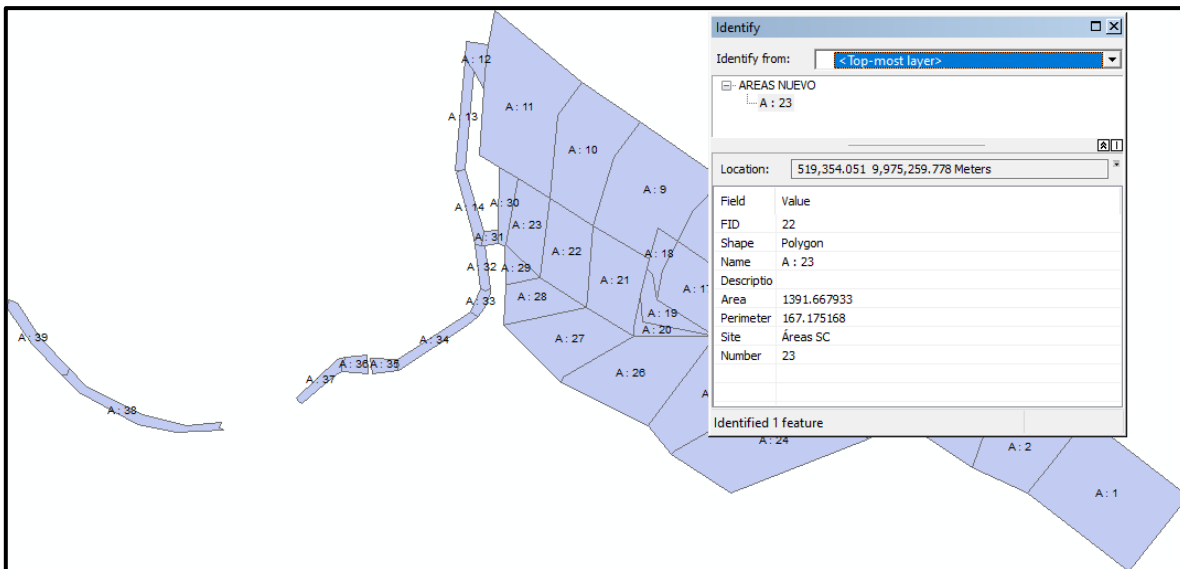 Identify
Identify from: <Top-most layer>
AREAS NUEVO
A : 23
Location: 519,354.051 9,975,259.778 Meters
Field Value
FID 22
Shape Polygon
Name A : 23
Descriptio
Area 1391.667933
Perimeter 167.175168
Site Áreas SC
Number 23
Identified 1 feature
A : 12
A : 11
A : 13
A : 10
A : 9
A : 30
A : 14
A : 23
A : 31
A : 22
A : 18
A : 32
A : 29
A : 21
A : 17
A : 28
A : 33
A : 19
A : 20
A : 39
A : 34
A : 27
A : 36
A : 35
A : 26
A : 37
A : 38
A : 24
A : 2
A : 1